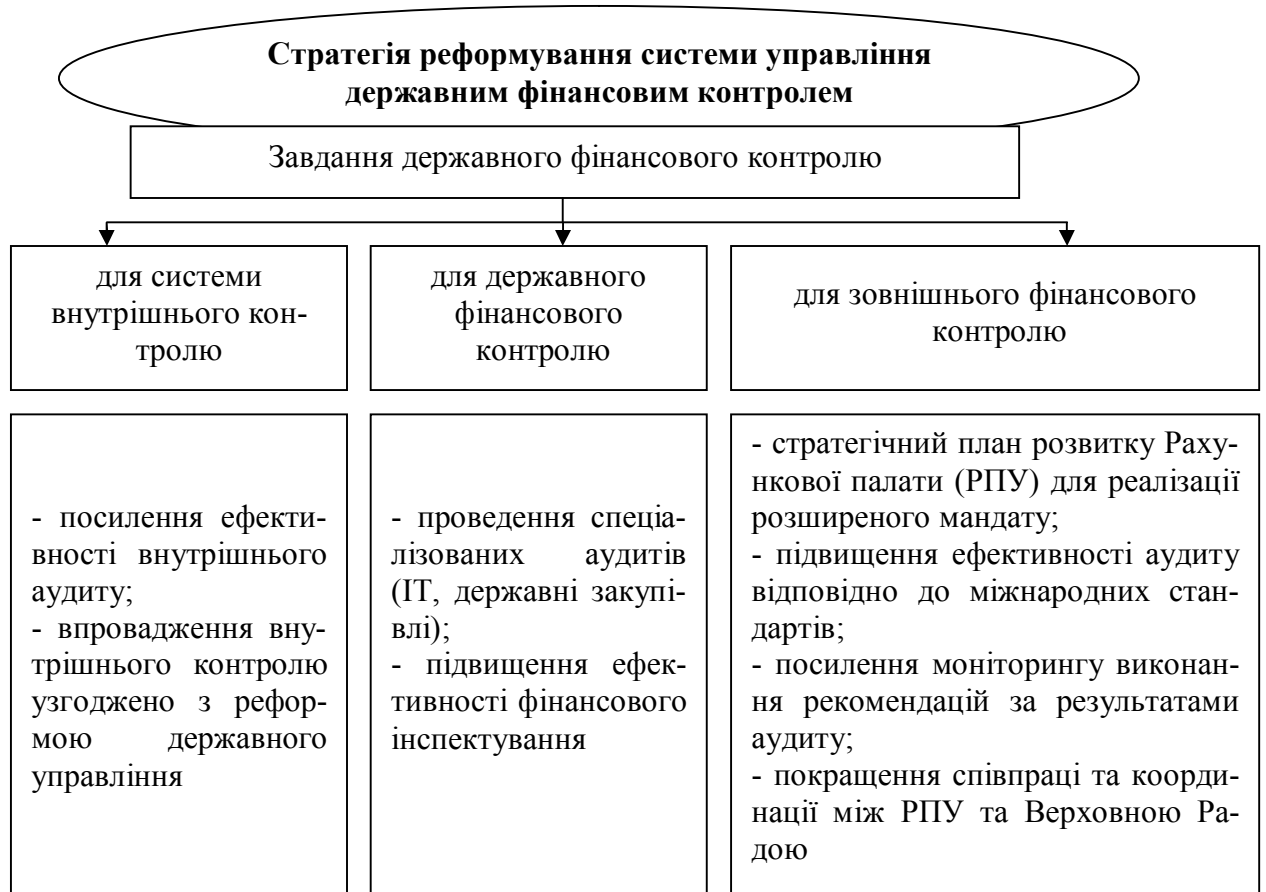 Стратегія реформування системи управління
державним фінансовим контролем
Завдання державного фінансового контролю
для системи
внутрішнього кон-
тролю
для державного
фінансового
контролю
для зовнішнього фінансового
контролю
- посилення ефекти-
вності внутрішнього
аудиту;
- впровадження вну-
трішнього контролю
узгоджено з рефор-
мою державного
управління
- проведення спеціа-
лізованих аудитів
(ІТ, державні закупі-
влі);
- підвищення ефек-
тивності фінансового
інспектування
- стратегічний план розвитку Раху-
нкової палати (РПУ) для реалізації
розширеного мандату;
- підвищення ефективності аудиту
відповідно до міжнародних стан-
дартів;
- посилення моніторингу виконан-
ня рекомендацій за результатами
аудиту;
- покращення співпраці та коорди-
нації між РПУ та Верховною Ра-
дою